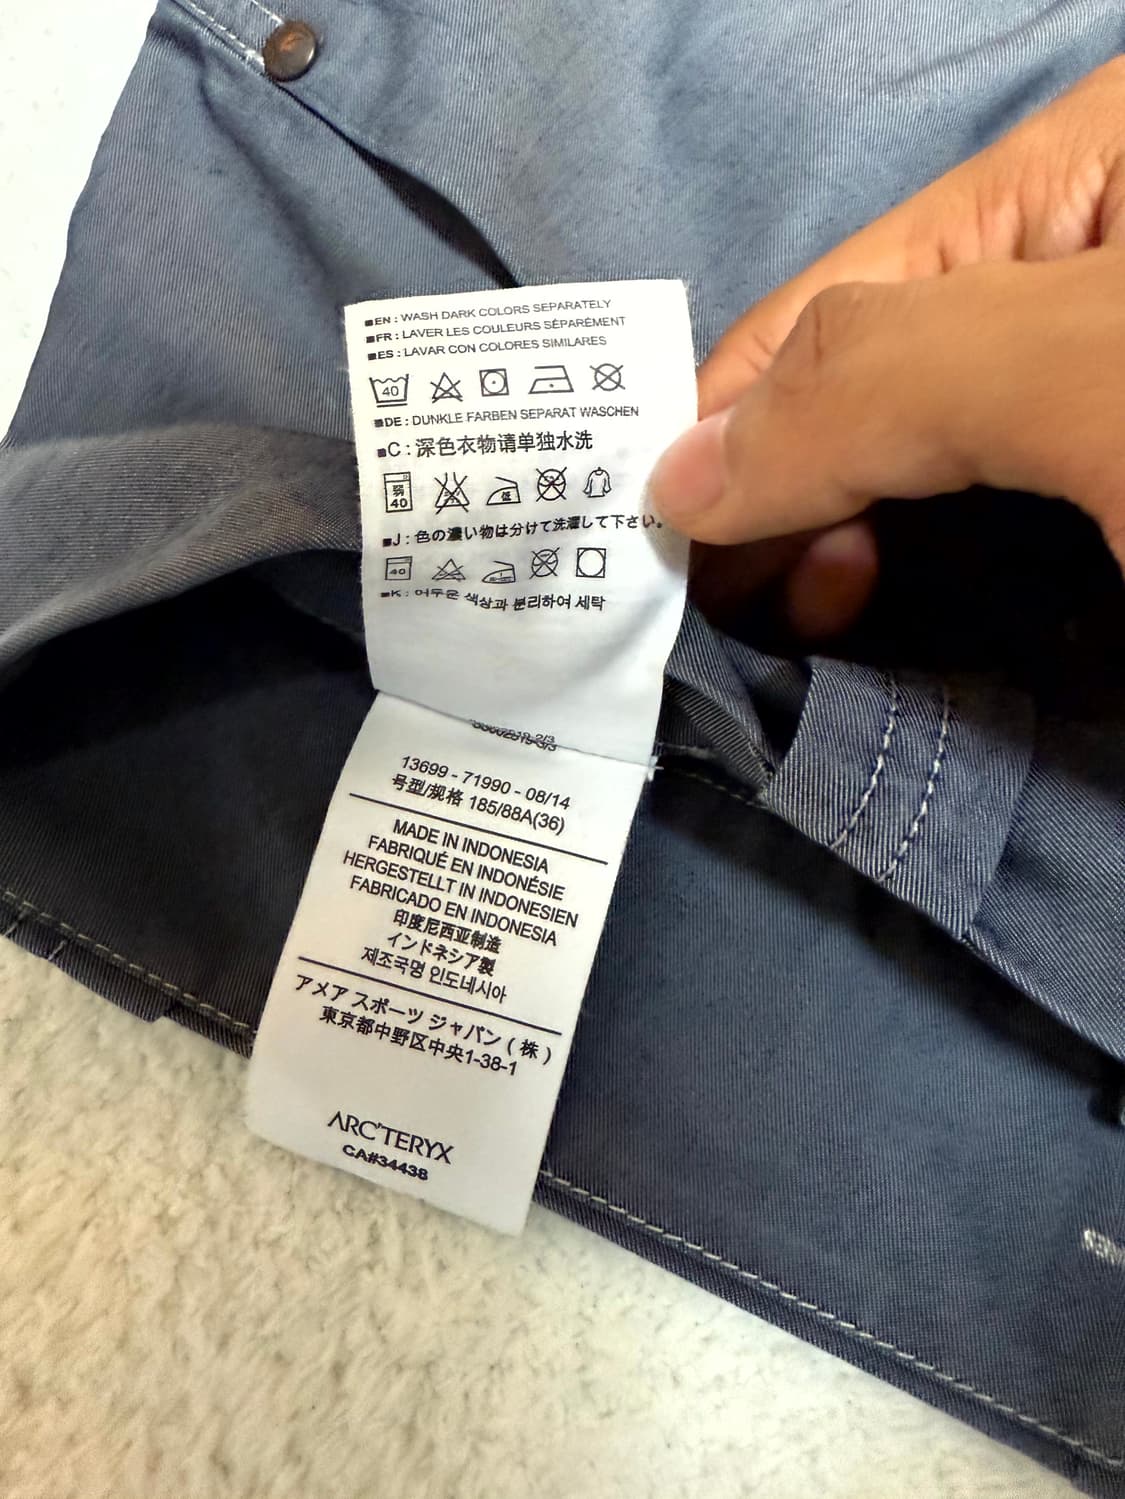 EN : WASH DARK COLORS SEPARATELY
FR : LAVER LES COULEURS SÉPARÉMENT
ES : LAVAR CON COLORES SIMILARES
40
DE : DUNKLE FARBEN SEPARAT WASCHEN
C : 深色衣物请单独水洗
弱 40 低
J : 色の濃い物は分けて洗濯して下さい。
40
K : 어두운 색상과 분리하여 세탁
13699 - 71990 - 08/14
号型/规格 185/88A(36)
MADE IN INDONESIA
FABRIQUÉ EN INDONÉSIE
HERGESTELLT IN INDONESIEN
FABRICADO EN INDONESIA
印度尼西亚制造
インドネシア製
제조국명 인도네시아
アメア スポーツ ジャパン ( 株 )
東京都中野区中央1-38-1
ARC'TERYX
CA#34438